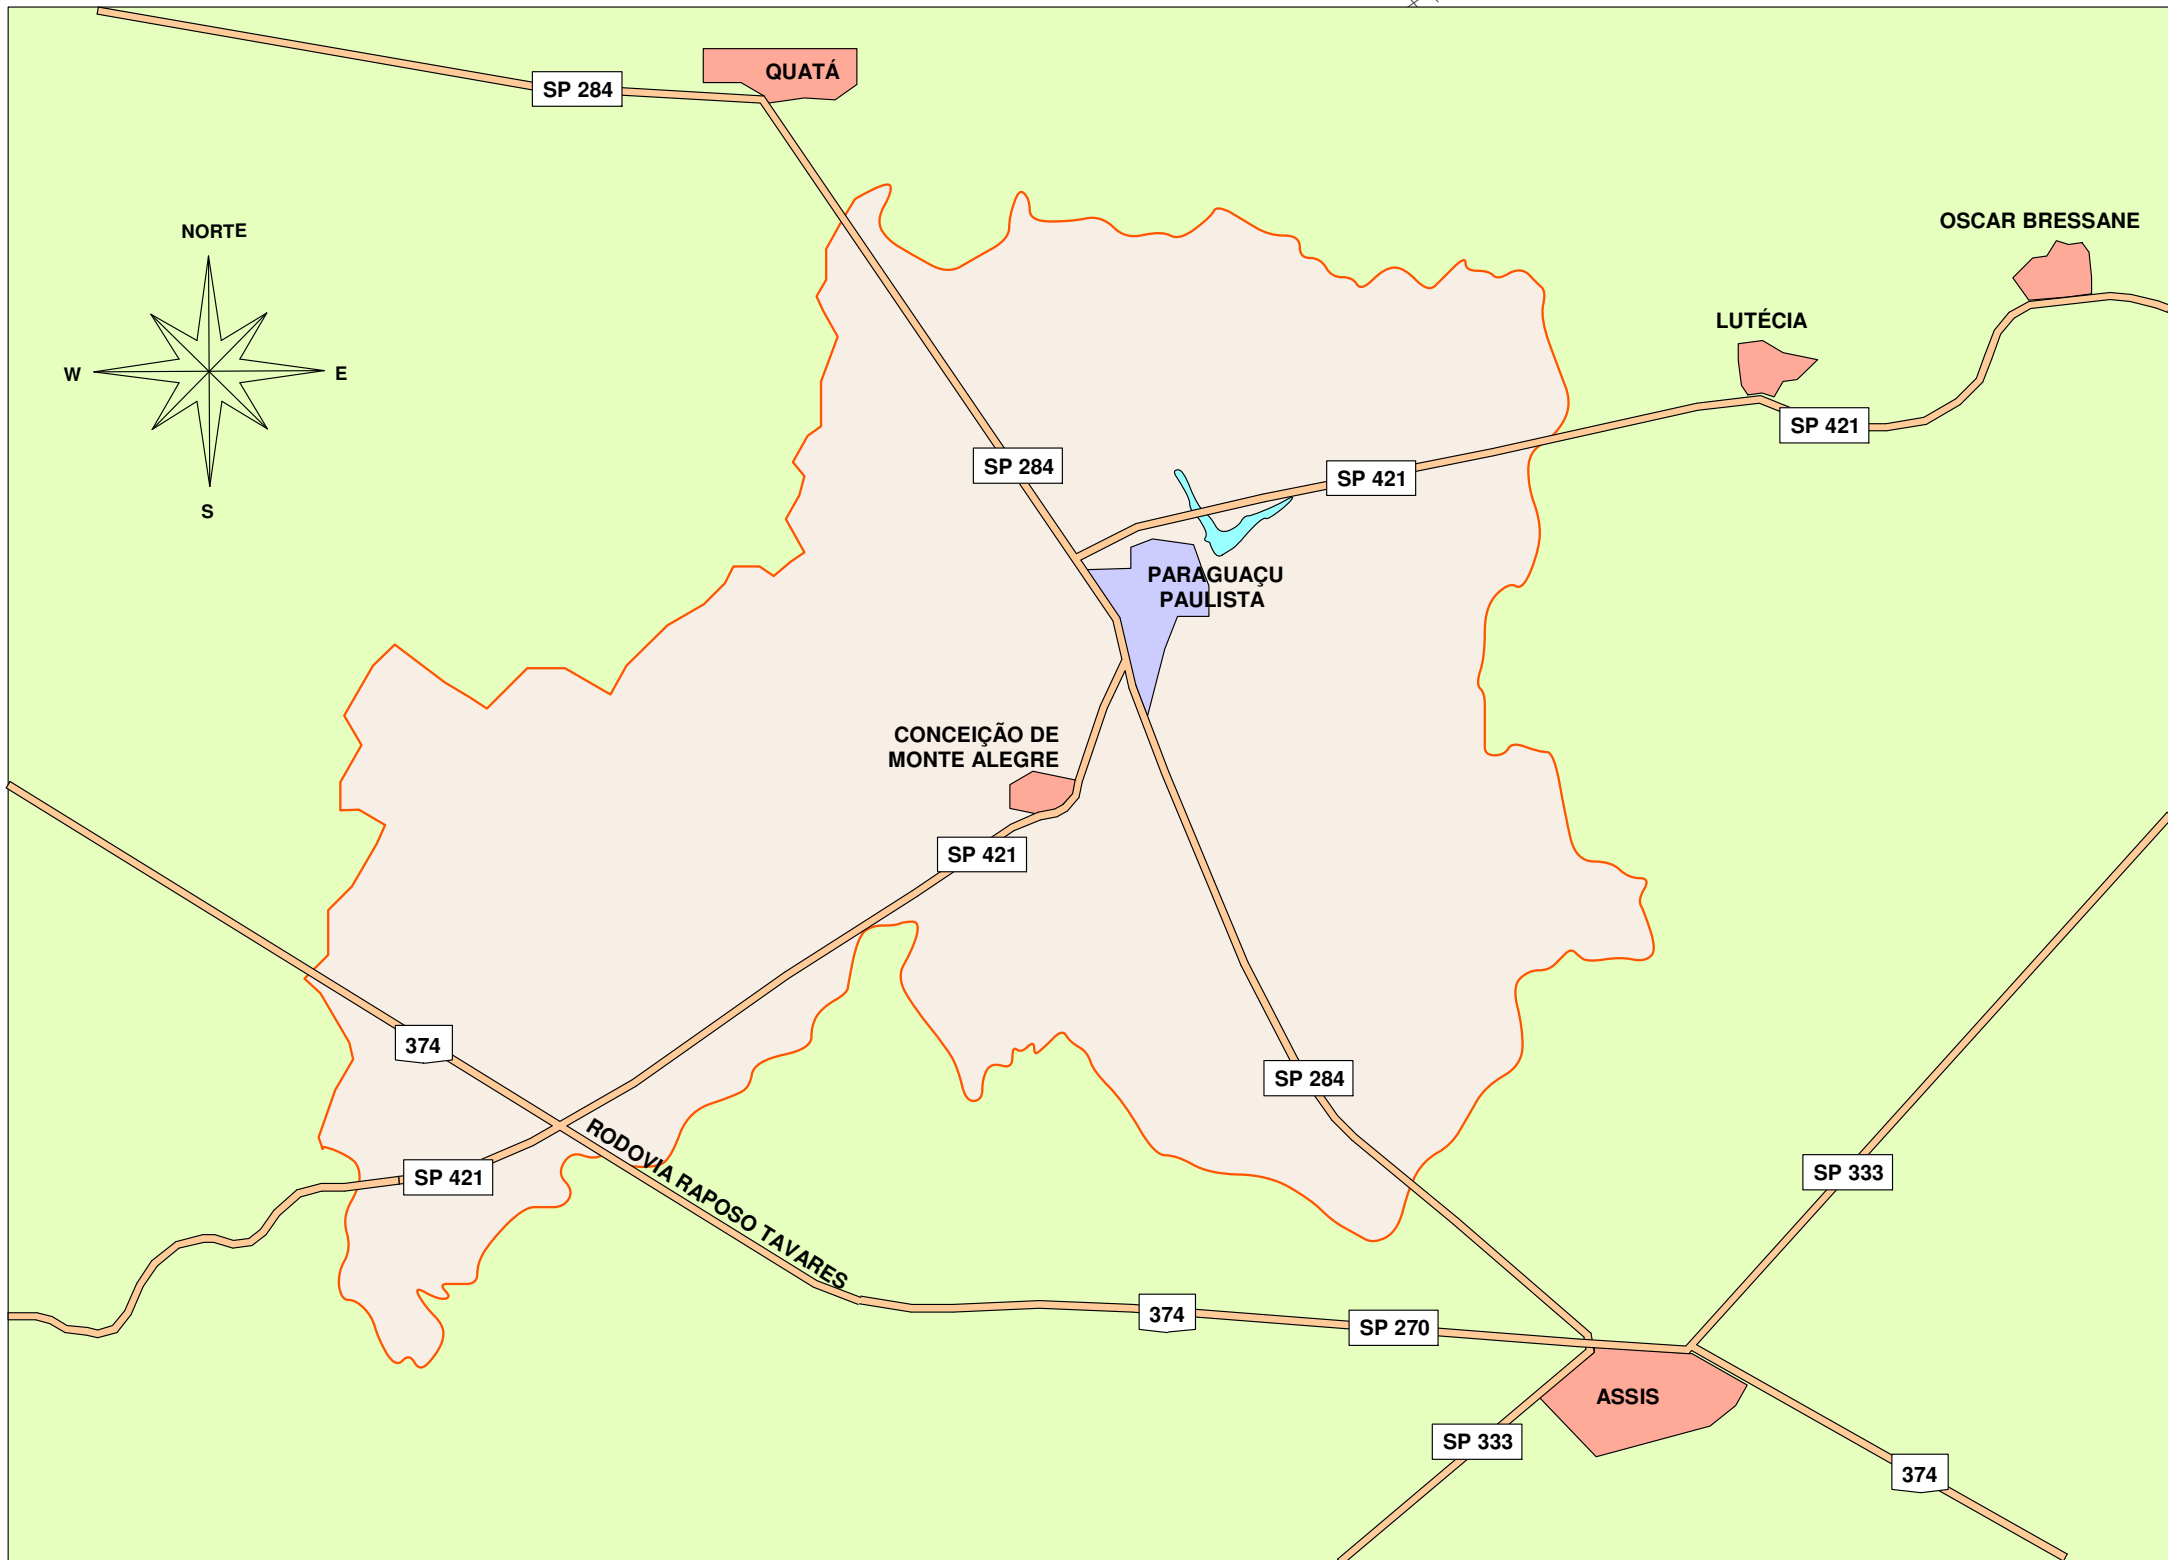 QUATÁ
SP 284
OSCAR BRESSANE
NORTE
LUTÉCIA
W
E
SP 421
SP 284
SP 421
S
PARAGUAÇU
PAULISTA
CONCEIÇÃO DE
MONTE ALEGRE
SP 421
374
SP 284
RODOVIA RAPOSO TAVARES
SP 421
SP 333
374
SP 270
ASSIS
SP 333
374